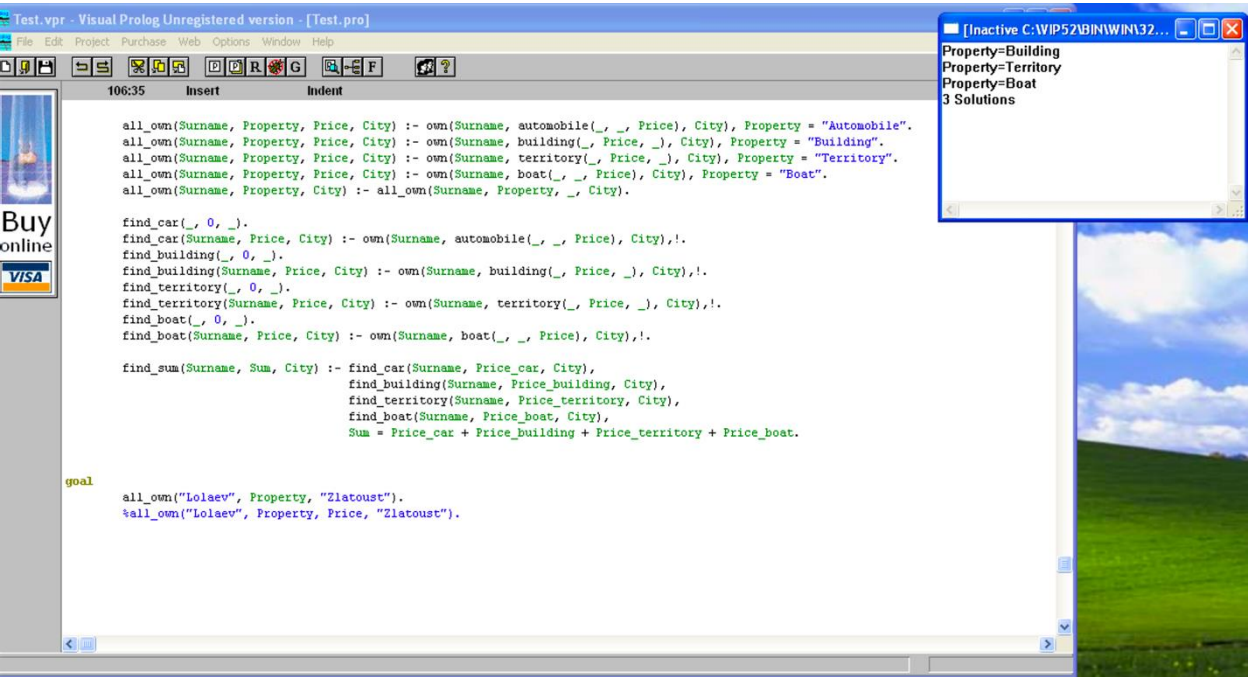 Test.vpr - Visual Prolog Unregistered version - [Test.pro]
File Edit Project Purchase Web Options Window Help
P P R G F ?
106:35 Insert Indent
all_own(Surname, Property, Price, City) :- own(Surname, automobile(_, _, Price), City), Property = "Automobile".
all_own(Surname, Property, Price, City) :- own(Surname, building(_, Price, _), City), Property = "Building".
all_own(Surname, Property, Price, City) :- own(Surname, territory(_, Price, _), City), Property = "Territory".
all_own(Surname, Property, Price, City) :- own(Surname, boat(_, _, Price), City), Property = "Boat".
all_own(Surname, Property, City) :- all_own(Surname, Property, _, City).
find_car(_, 0, _).
find_car(Surname, Price, City) :- own(Surname, automobile(_, _, Price), City),!.
find_building(_, 0, _).
find_building(Surname, Price, City) :- own(Surname, building(_, Price, _), City),!.
find_territory(_, 0, _).
find_territory(Surname, Price, City) :- own(Surname, territory(_, Price, _), City),!.
find_boat(_, 0, _).
find_boat(Surname, Price, City) :- own(Surname, boat(_, _, Price), City),!.
find_sum(Surname, Sum, City) :- find_car(Surname, Price_car, City),
find_building(Surname, Price_building, City),
find_territory(Surname, Price_territory, City),
find_boat(Surname, Price_boat, City),
Sum = Price_car + Price_building + Price_territory + Price_boat.
goal
all_own("Lolaev", Property, "Zlatoust").
%all_own("Lolaev", Property, Price, "Zlatoust").
Buy
online
VISA
[Inactive C:\VIP52\BIN\WIN\32...
Property=Building
Property=Territory
Property=Boat
3 Solutions